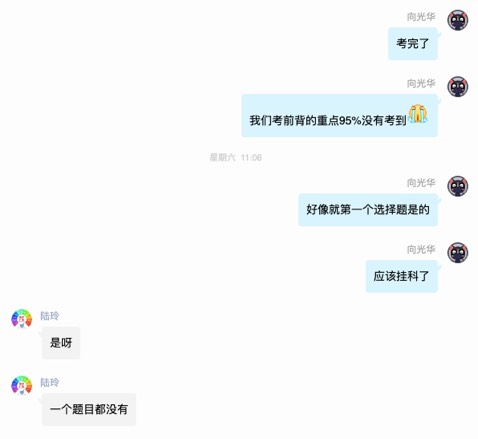 向光华
考完了
向光华
我们考前背的重点95%没有考到😭
星期六 11:06
向光华
好像就第一个选择题是的
向光华
应该挂科了
陆玲
是呀
陆玲
一个题目都没有